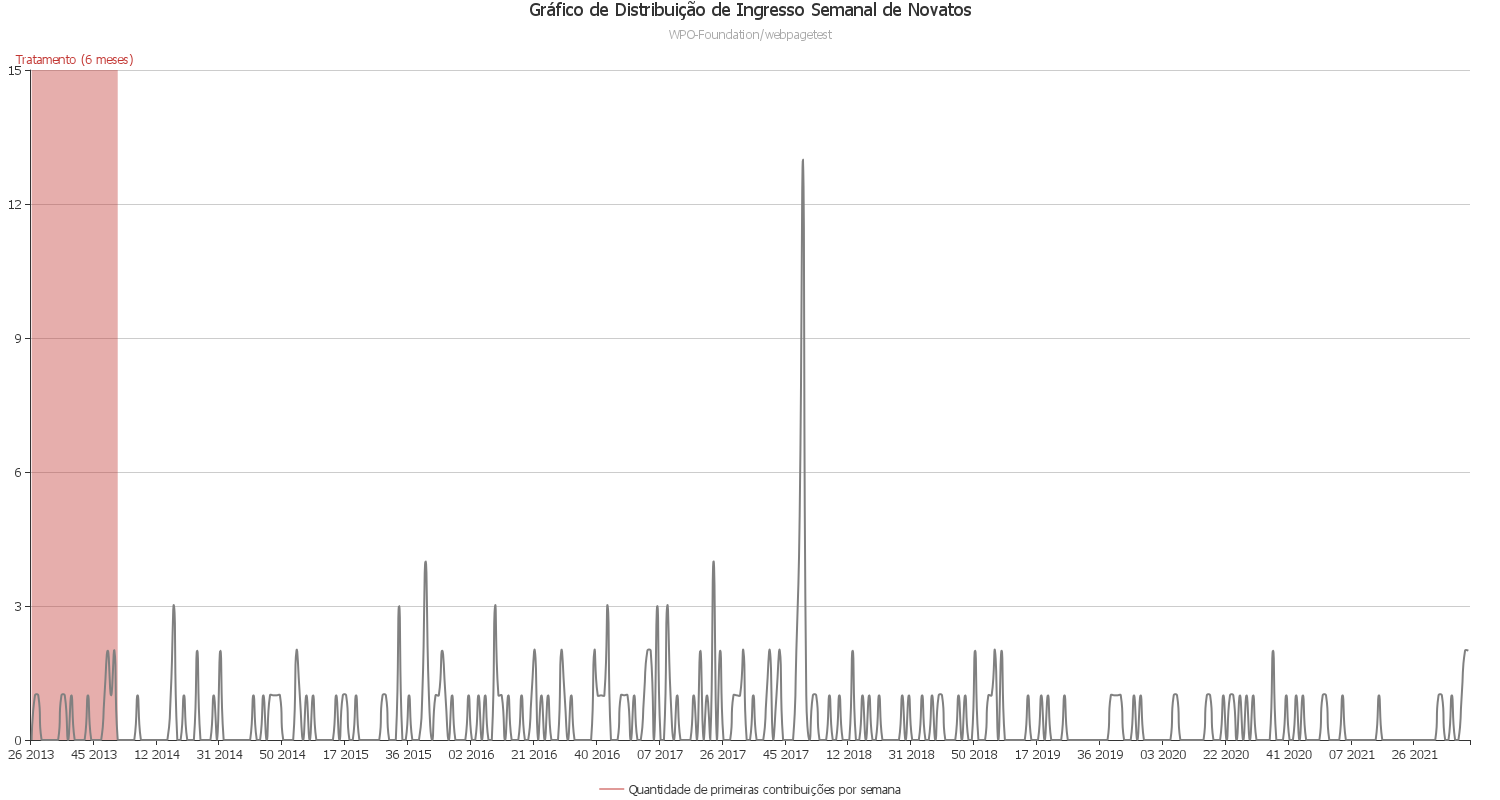 Gráfico de Distribuição de Ingresso Semanal de Novatos
WPO-Foundation/webpagetest
Tratamento (6 meses)
15
12
9
6
3
0
26 2013 45 2013 12 2014 31 2014 50 2014 17 2015 36 2015 02 2016 21 2016 40 2016 07 2017 26 2017 45 2017 12 2018 31 2018 50 2018 17 2019 36 2019 03 2020 22 2020 41 2020 07 2021 26 2021
Quantidade de primeiras contribuições por semana